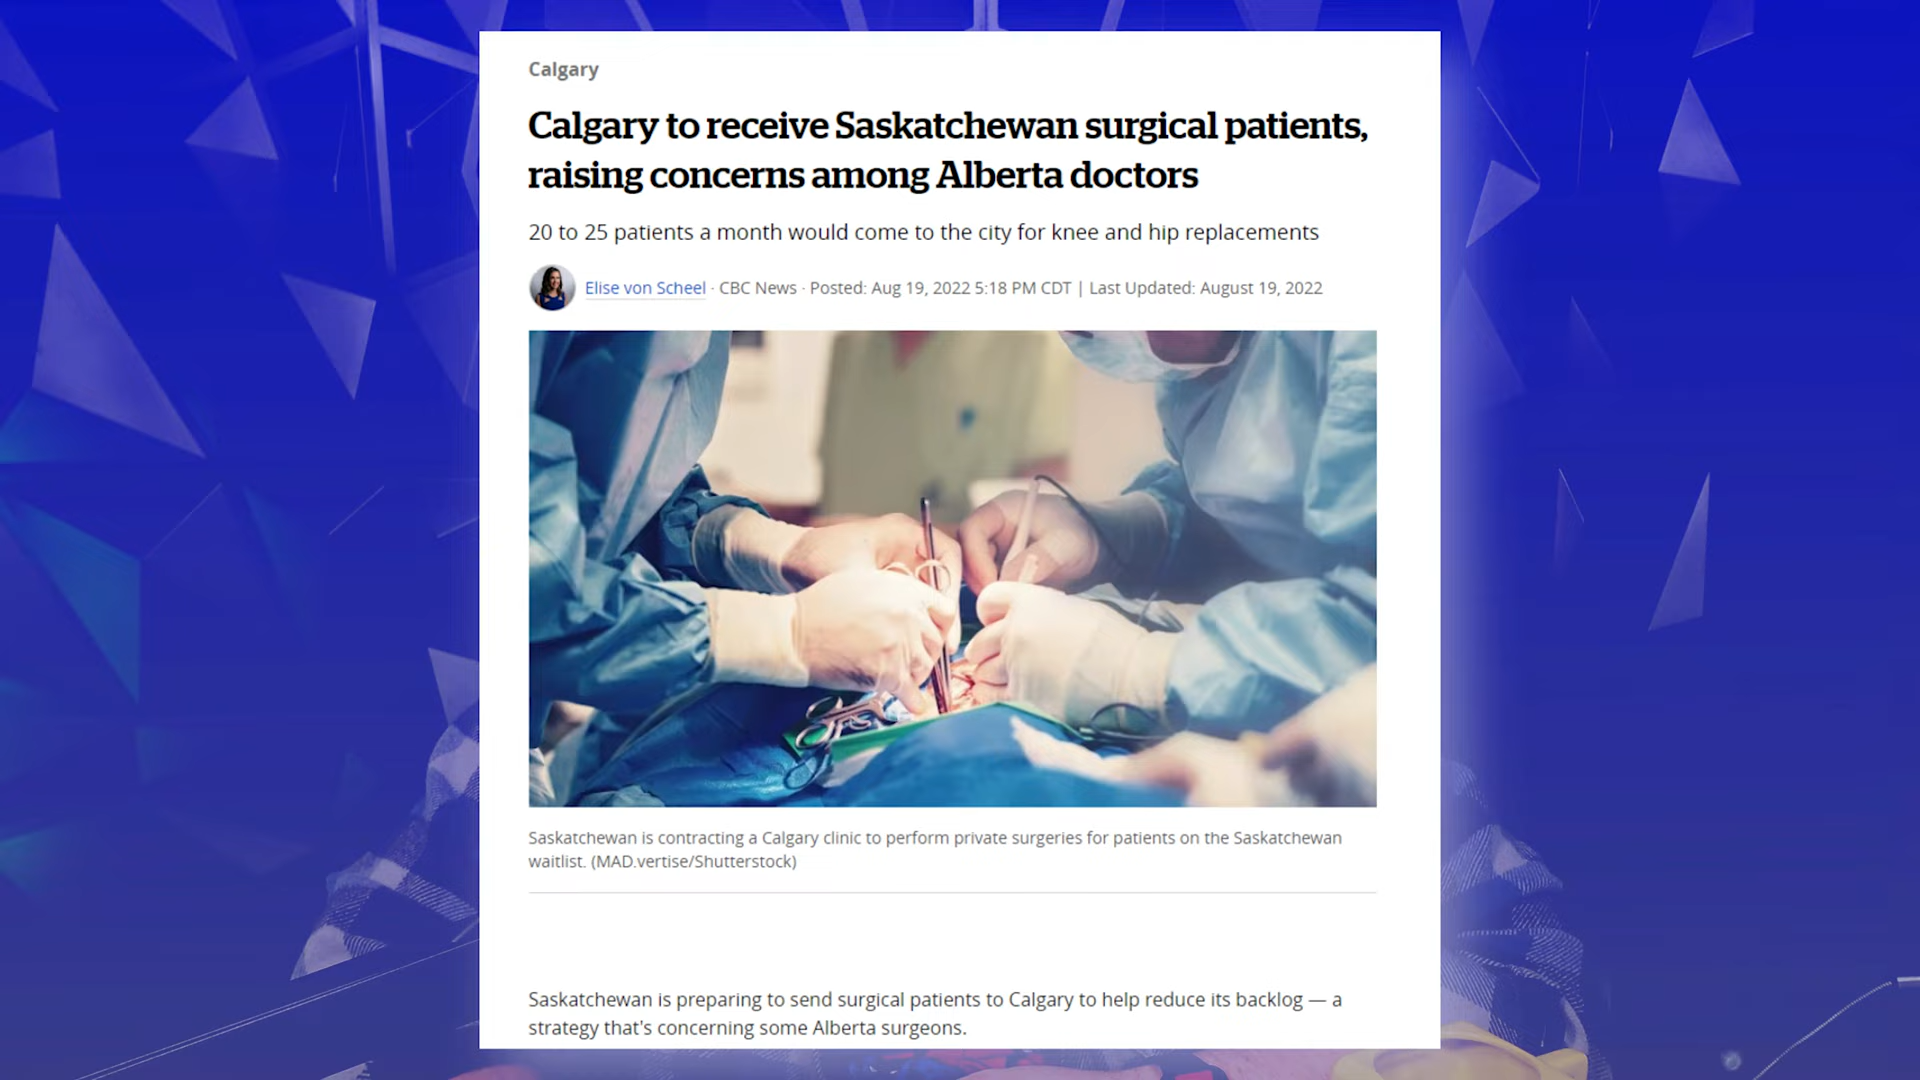 Calgary
Calgary to receive Saskatchewan surgical patients,
raising concerns among Alberta doctors
20 to 25 patients a month would come to the city for knee and hip replacements
Elise von Scheel · CBC News · Posted: Aug 19, 2022 5:18 PM CDT | Last Updated: August 19, 2022
Saskatchewan is contracting a Calgary clinic to perform private surgeries for patients on the Saskatchewan
waitlist. (MAD.vertise/Shutterstock)
Saskatchewan is preparing to send surgical patients to Calgary to help reduce its backlog — a
strategy that's concerning some Alberta surgeons.